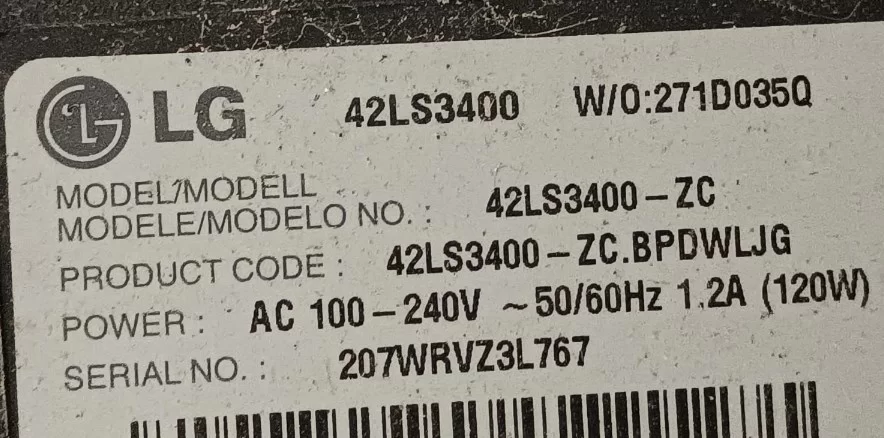 LG 42LS3400 W/O:271D035Q
MODEL/MODELL
MODELE/MODELO NO. : 42LS3400-ZC
PRODUCT CODE : 42LS3400-ZC.BPDWLJG
POWER : AC 100-240V ~50/60Hz 1.2A (120W)
SERIAL NO. : 207WRVZ3L767